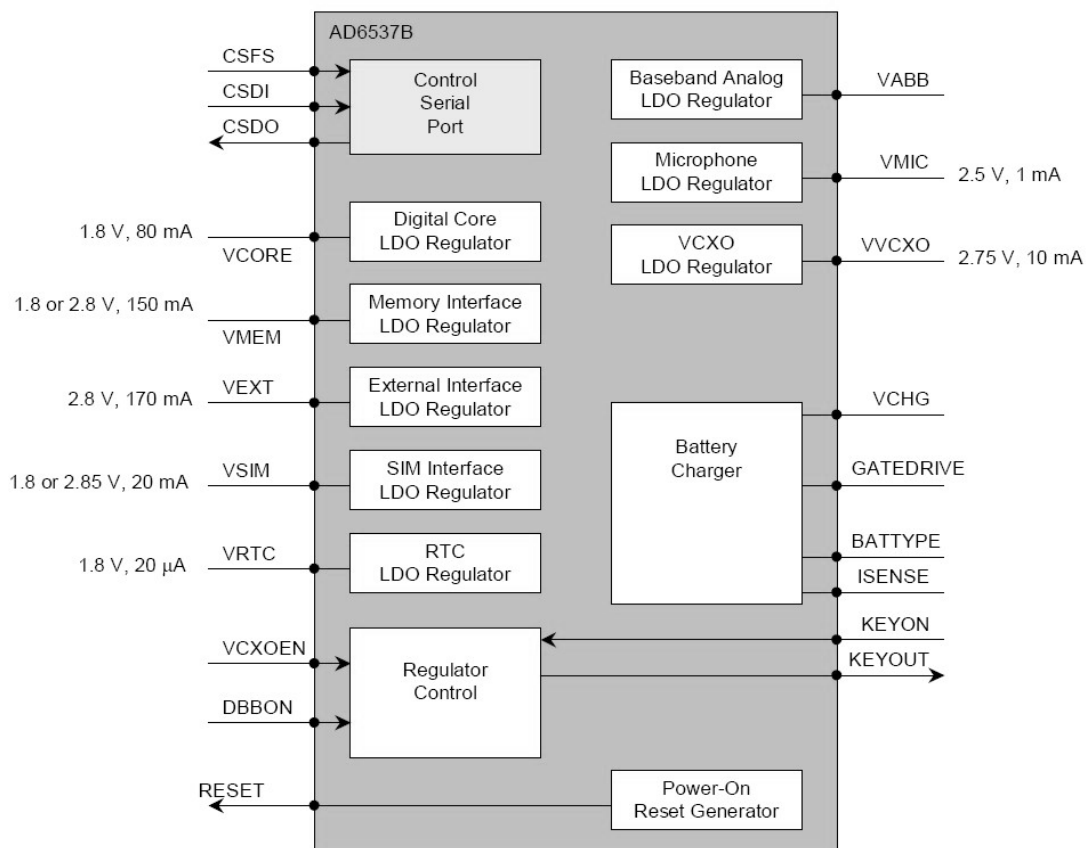 AD6537B
CSFS
CSDI
CSDO
Control
Serial
Port
1.8 V, 80 mA
VCORE
Digital Core
LDO Regulator
1.8 or 2.8 V, 150 mA
VMEM
Memory Interface
LDO Regulator
2.8 V, 170 mA
VEXT
External Interface
LDO Regulator
1.8 or 2.85 V, 20 mA
VSIM
SIM Interface
LDO Regulator
1.8 V, 20 µA
VRTC
RTC
LDO Regulator
VCXOEN
DBBON
Regulator
Control
RESET
Baseband Analog
LDO Regulator
VABB
Microphone
LDO Regulator
VMIC
2.5 V, 1 mA
VCXO
LDO Regulator
VVCXO
2.75 V, 10 mA
Battery
Charger
VCHG
GATEDRIVE
BATTYPE
ISENSE
KEYON
KEYOUT
Power-On
Reset Generator